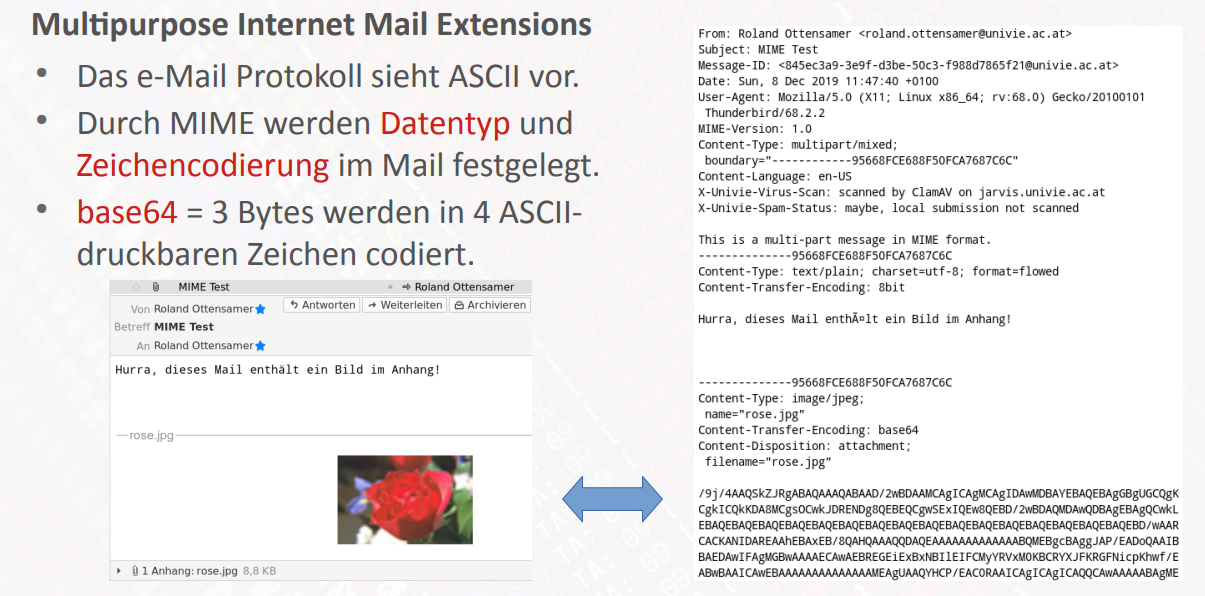 Multipurpose Internet Mail Extensions
• Das e-Mail Protokoll sieht ASCII vor.
• Durch MIME werden Datentyp und
Zeichencodierung im Mail festgelegt.
• base64 = 3 Bytes werden in 4 ASCII-
druckbaren Zeichen codiert.
MIME Test Roland Ottensamer
Von Roland Ottensamer Antworten Weiterleiten Archivieren
Betreff MIME Test
An Roland Ottensamer
Hurra, dieses Mail enthält ein Bild im Anhang!
rose.jpg
1 Anhang: rose.jpg 8,8 KB
From: Roland Ottensamer <roland.ottensamer@univie.ac.at>
Subject: MIME Test
Message-ID: <845ec3a9-3e9f-d3be-50c3-f988d7865f21@univie.ac.at>
Date: Sun, 8 Dec 2019 11:47:40 +0100
User-Agent: Mozilla/5.0 (X11; Linux x86_64; rv:68.0) Gecko/20100101
Thunderbird/68.2.2
MIME-Version: 1.0
Content-Type: multipart/mixed;
boundary="------------95668FCE688F50FCA7687C6C"
Content-Language: en-US
X-Univie-Virus-Scan: scanned by ClamAV on jarvis.univie.ac.at
X-Univie-Spam-Status: maybe, local submission not scanned
This is a multi-part message in MIME format.
--------------95668FCE688F50FCA7687C6C
Content-Type: text/plain; charset=utf-8; format=flowed
Content-Transfer-Encoding: 8bit
Hurra, dieses Mail enthÃ¤lt ein Bild im Anhang!
--------------95668FCE688F50FCA7687C6C
Content-Type: image/jpeg;
name="rose.jpg"
Content-Transfer-Encoding: base64
Content-Disposition: attachment;
filename="rose.jpg"
/9j/4AAQSkZJRgABAQAAAQABAAD/2wBDAAMCAgICAgMCAgIDAwMDBAYEBAQEBAgGBgUGCQgK
CgkICQkKDA8MCgsOCwkJDRENDg8QEBEQCgwSExIQEw8QEBD/2wBDAQMDAwQDBAgEBAgQCwkL
EBAQEBAQEBAQEBAQEBAQEBAQEBAQEBAQEBAQEBAQEBAQEBAQEBAQEBAQEBAQEBAQEBD/wAAR
CACKANIDAREAAhEBAxEB/8QAHQAAAQQDAQEAAAAAAAAAAAAABQMEBgcBAggJAP/EADoQAAIB
BAEDAwIFAgMGBwAAAAECAwAEBREGEiExBxNBIlEIFCMyYRVxM0KBCRYXJFKRGFNicpKhwf/E
ABwBAAICAwEBAAAAAAAAAAAAAAMEAgUAAQYHCP/EAC0RAAICAgICAgICAQQCAwAAAAABAgME